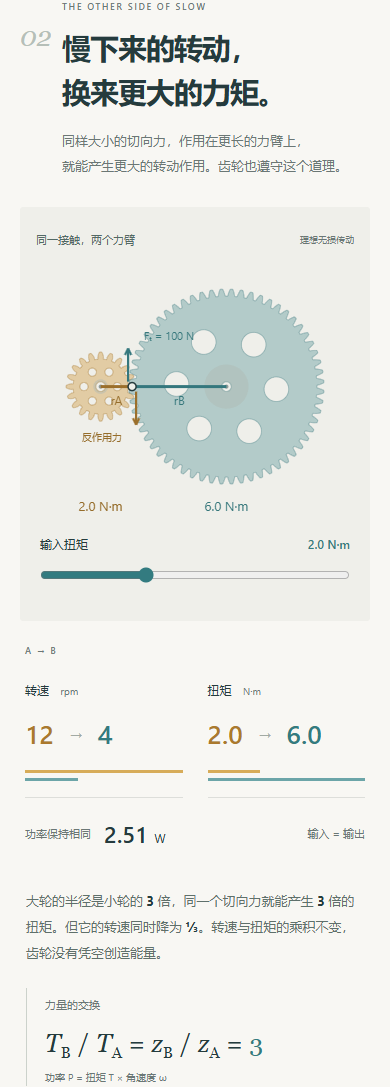 THE OTHER SIDE OF SLOW
02
慢下来的转动，
换来更大的力矩。
同样大小的切向力，作用在更长的力臂上，
就能产生更大的转动作用。齿轮也遵守这个道理。
同一接触，两个力臂
理想无损传动
Fₜ = 100 N
rA
rB
反作用力
2.0 N·m
6.0 N·m
输入扭矩
2.0 N·m
A → B
转速 rpm
扭矩 N·m
12 → 4
2.0 → 6.0
功率保持相同 2.51 W
输入 = 输出
大轮的半径是小轮的 3 倍，同一个切向力就能产生 3 倍的
扭矩。但它的转速同时降为 ⅓。转速与扭矩的乘积不变，
齿轮没有凭空创造能量。
力量的交换
T_B / T_A = z_B / z_A = 3
功率 P = 扭矩 T × 角速度 ω